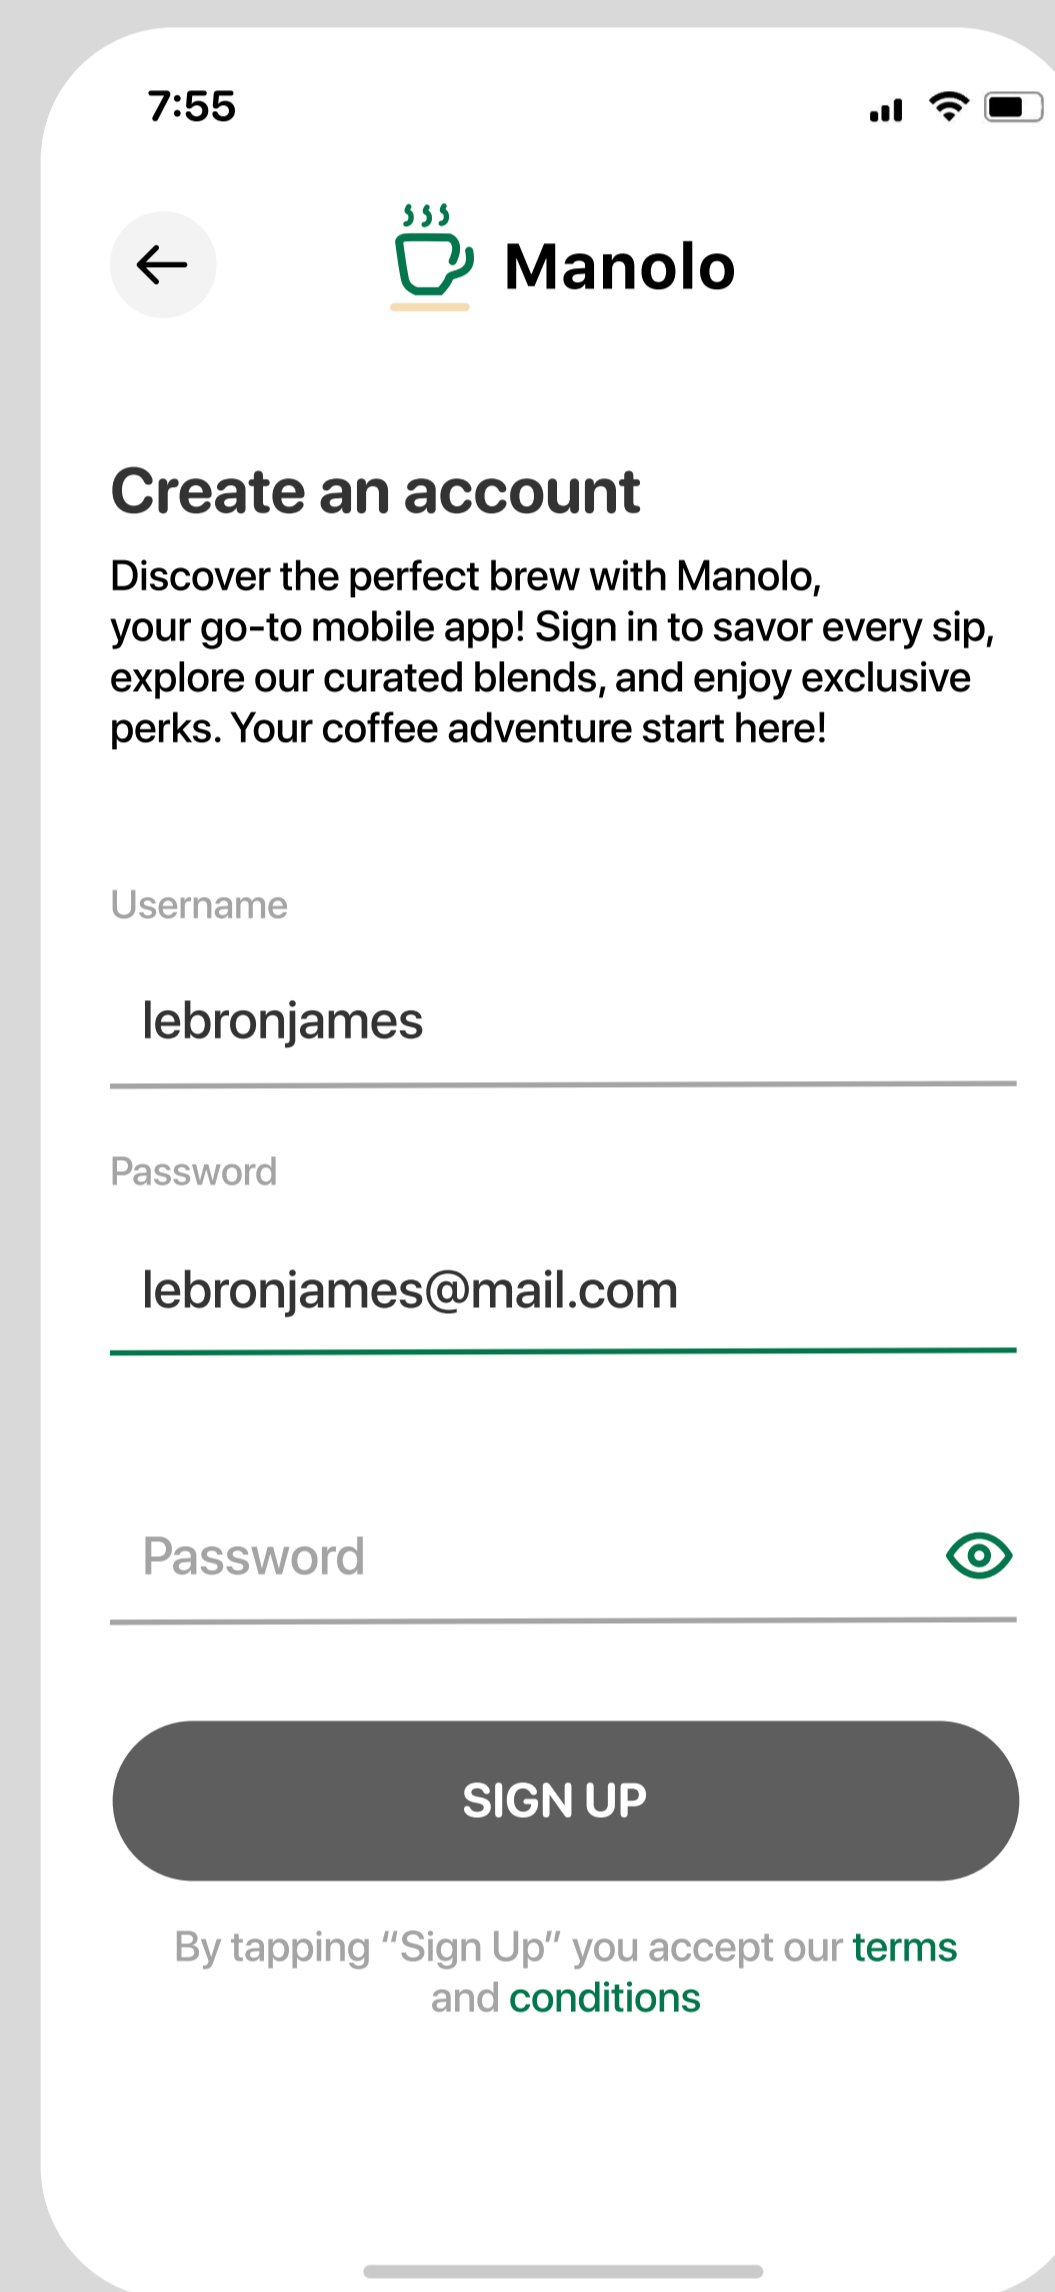 7:55
Manolo
Create an account
Discover the perfect brew with Manolo,
your go-to mobile app! Sign in to savor every sip,
explore our curated blends, and enjoy exclusive
perks. Your coffee adventure start here!
Username
lebronjames
Password
lebronjames@mail.com
Password
SIGN UP
By tapping “Sign Up” you accept our terms
and conditions